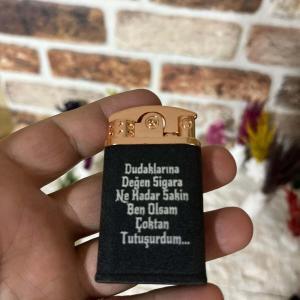 Dudaklarına
Değen Sigara
Ne Kadar Sakin
Ben Olsam
Çoktan
Tutuşurdum...